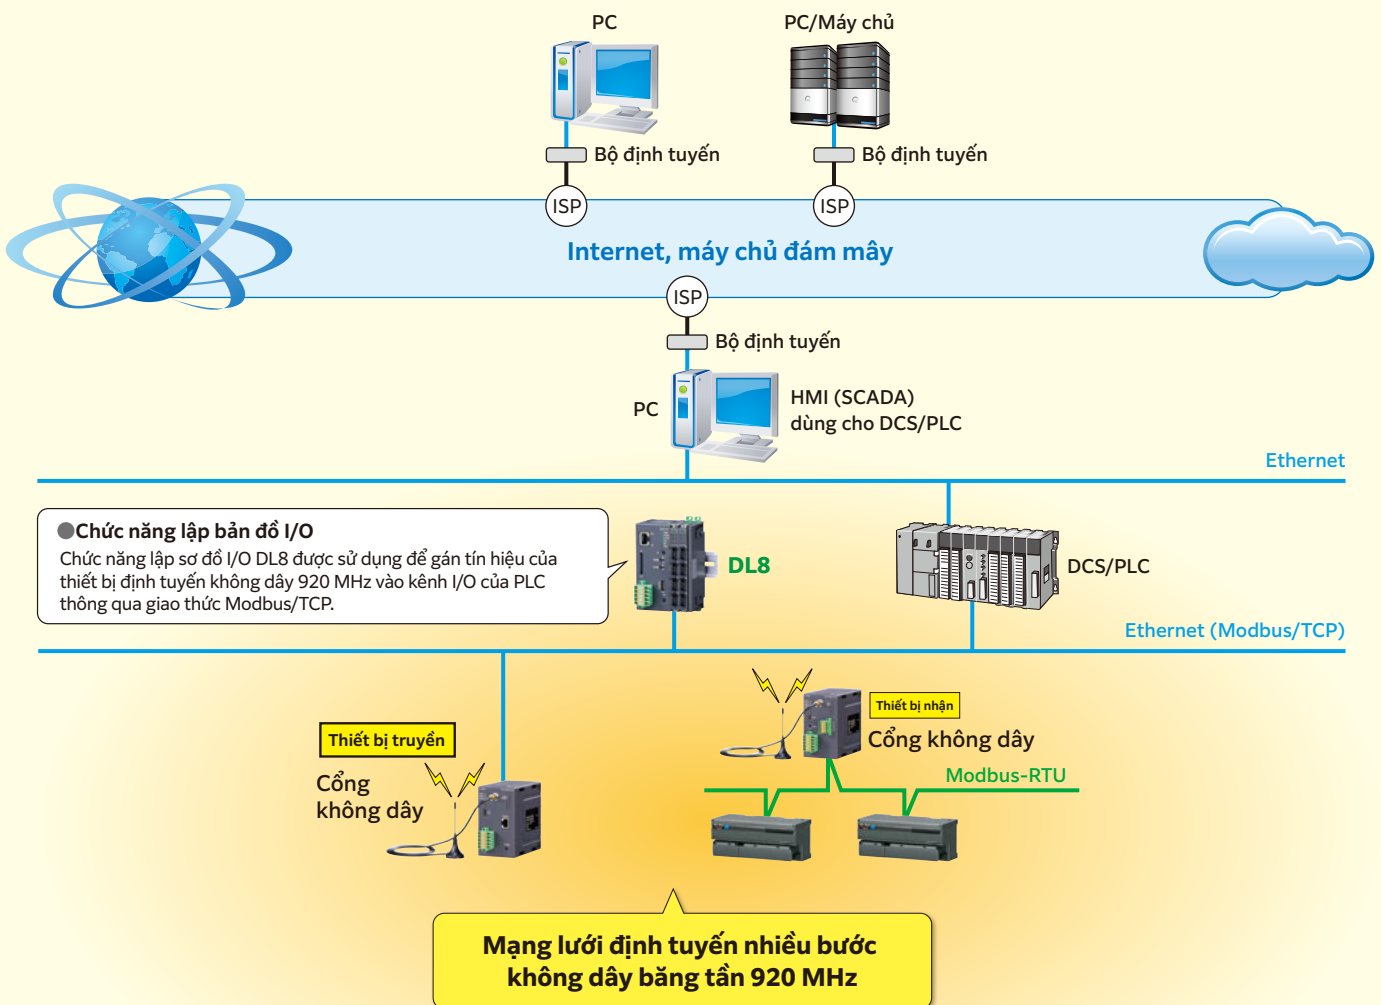 PC
PC/Máy chủ
Bộ định tuyến
Bộ định tuyến
ISP
ISP
Internet, máy chủ đám mây
ISP
Bộ định tuyến
PC
HMI (SCADA)
dùng cho DCS/PLC
Ethernet
●Chức năng lập bản đồ I/O
Chức năng lập sơ đồ I/O DL8 được sử dụng để gán tín hiệu của
thiết bị định tuyến không dây 920 MHz vào kênh I/O của PLC
thông qua giao thức Modbus/TCP.
DL8
DCS/PLC
Ethernet (Modbus/TCP)
Thiết bị truyền
Cổng
không dây
Thiết bị nhận
Cổng không dây
Modbus-RTU
Mạng lưới định tuyến nhiều bước
không dây băng tần 920 MHz